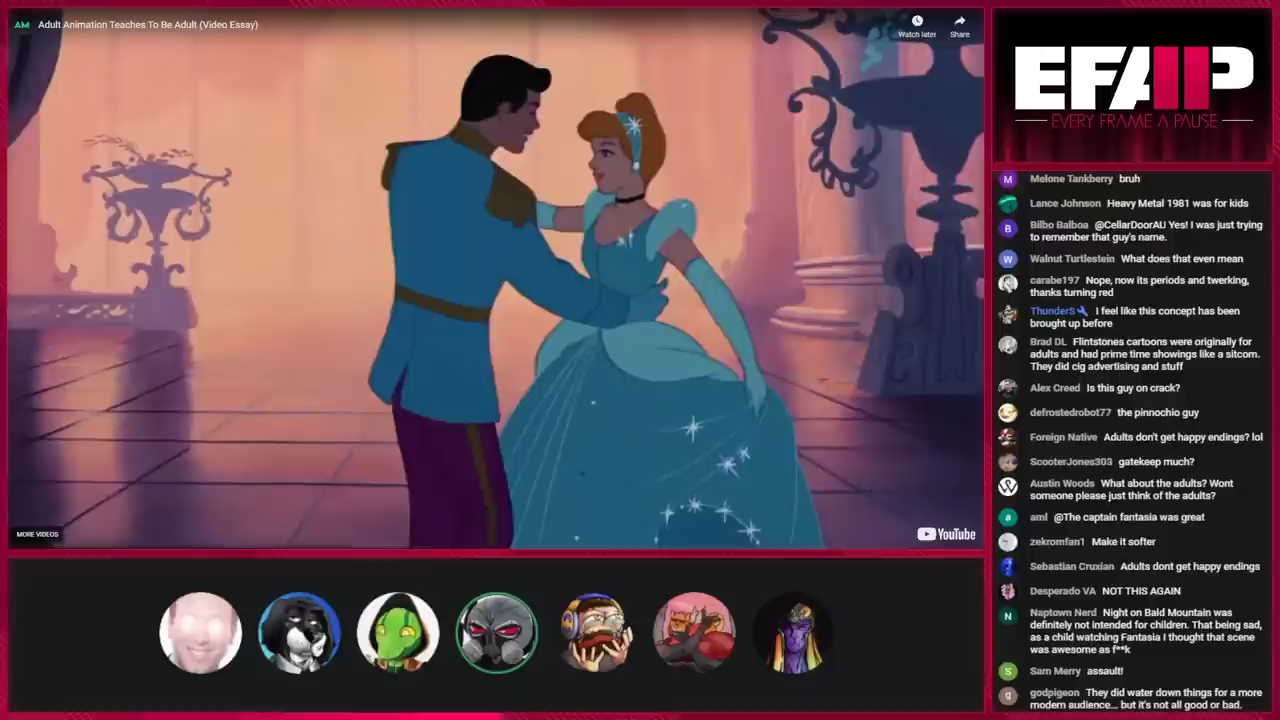 AM Adult Animation Teaches To Be Adult (Video Essay)
Watch later
Share
MORE VIDEOS
YouTube
EFAP
EVERY FRAME A PAUSE
M Melone Tankberry bruh
Lance Johnson Heavy Metal 1981 was for kids
B Bilbo Balboa @CellarDoorAU Yes! I was just trying
to remember that guy's name.
W Walnut Turtlestein What does that even mean
carabe197 Nope, now its periods and twerking,
thanks turning red
ThunderS I feel like this concept has been
brought up before
Brad DL Flintstones cartoons were originally for
adults and had prime time showings like a sitcom.
They did cig advertising and stuff
Alex Creed Is this guy on crack?
defrostedrobot77 the pinnochio guy
Foreign Native Adults don't get happy endings? lol
ScooterJones303 gatekeep much?
Austin Woods What about the adults? Wont
someone please just think of the adults?
a aml @The captain fantasia was great
zekromfan1 Make it softer
Sebastian Cruxian Adults dont get happy endings
Desperado VA NOT THIS AGAIN
N Naptown Nerd Night on Bald Mountain was
definitely not intended for children. That being sad,
as a child watching Fantasia I thought that scene
was awesome as f**k
S Sam Merry assault!
g godpigeon They did water down things for a more
modern audience... but it's not all good or bad,